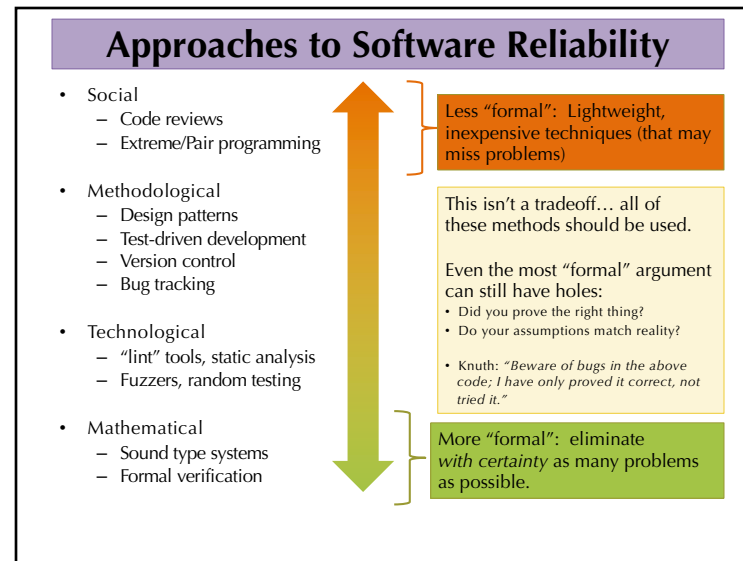 Approaches to Software Reliability
• Social
– Code reviews
– Extreme/Pair programming
• Methodological
– Design patterns
– Test-driven development
– Version control
– Bug tracking
• Technological
– “lint” tools, static analysis
– Fuzzers, random testing
• Mathematical
– Sound type systems
– Formal verification
Less “formal”: Lightweight,
inexpensive techniques (that may
miss problems)
This isn’t a tradeoff… all of
these methods should be used.
Even the most “formal” argument
can still have holes:
• Did you prove the right thing?
• Do your assumptions match reality?
• Knuth: “Beware of bugs in the above
code; I have only proved it correct, not
tried it.”
More “formal”: eliminate
with certainty as many problems
as possible.